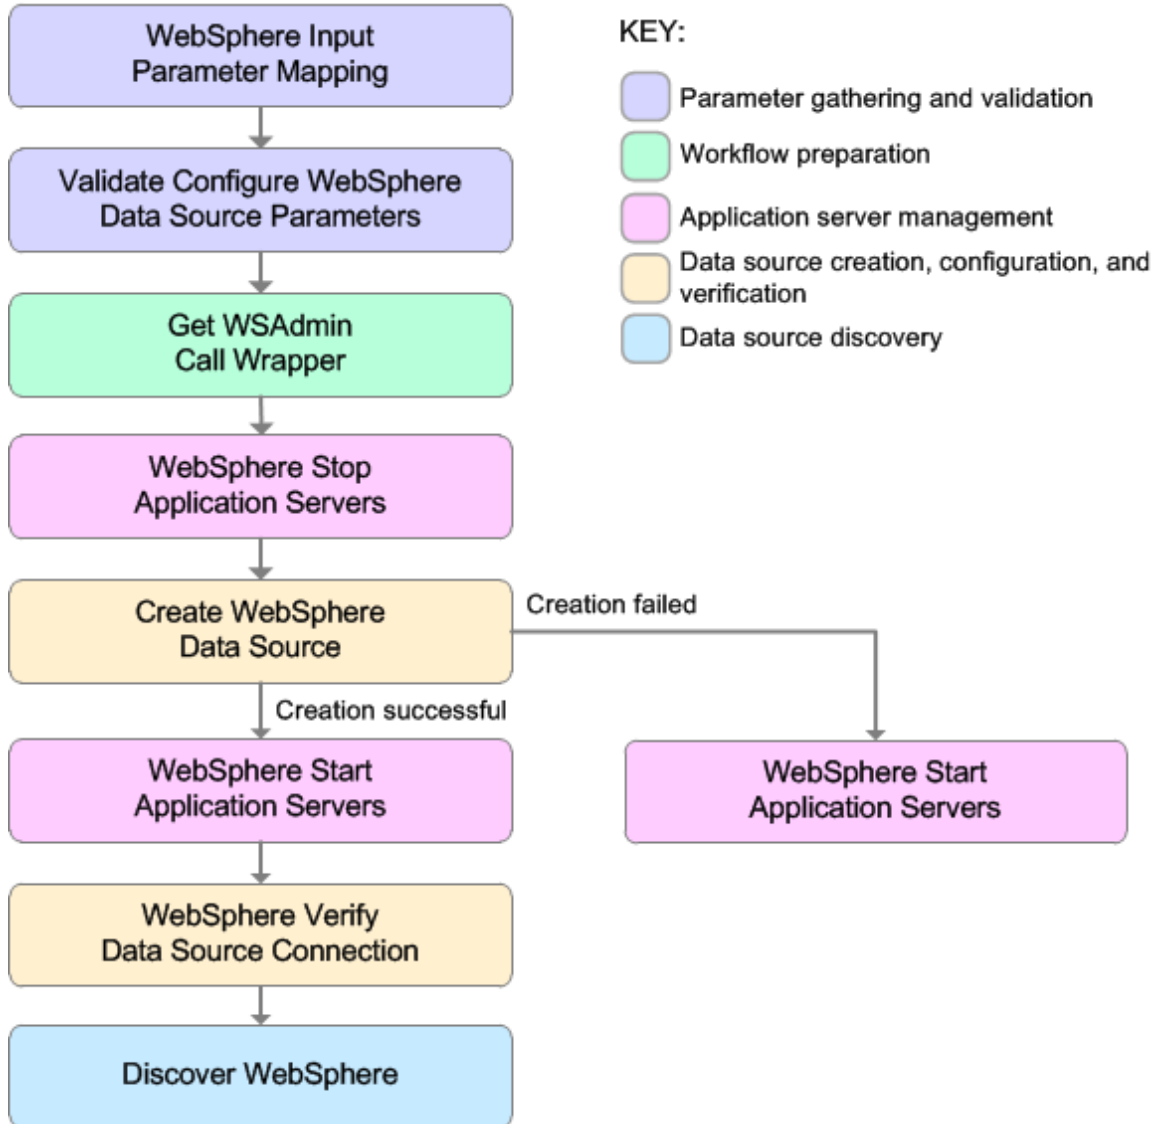 WebSphere Input
Parameter Mapping
Validate Configure WebSphere
Data Source Parameters
Get WSAdmin
Call Wrapper
WebSphere Stop
Application Servers
Create WebSphere
Data Source
Creation failed
Creation successful
WebSphere Start
Application Servers
WebSphere Start
Application Servers
WebSphere Verify
Data Source Connection
Discover WebSphere
KEY:
Parameter gathering and validation
Workflow preparation
Application server management
Data source creation, configuration, and
verification
Data source discovery